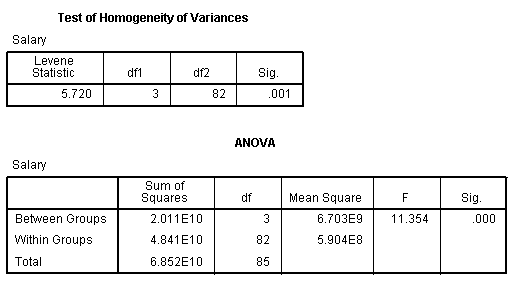 Test of Homogeneity of Variances
Salary
Levene Statistic df1 df2 Sig.
5.720 3 82 .001
ANOVA
Salary
Sum of Squares df Mean Square F Sig.
Between Groups 2.011E10 3 6.703E9 11.354 .000
Within Groups 4.841E10 82 5.904E8
Total 6.852E10 85